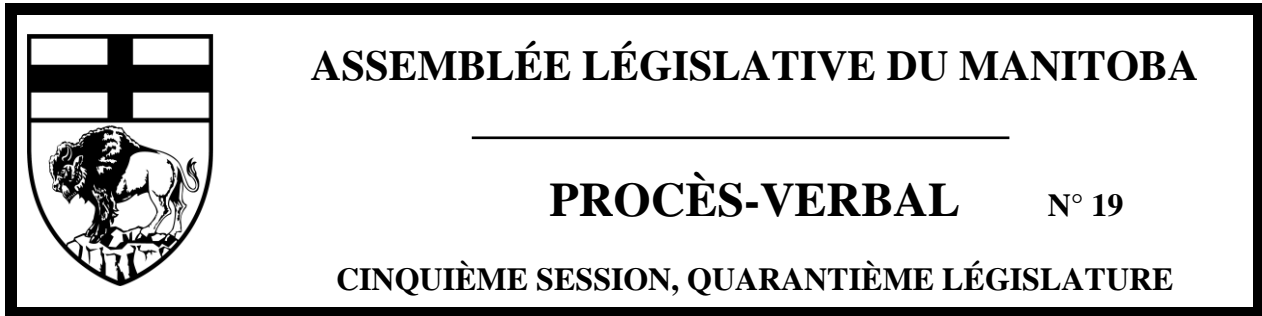 ASSEMBLÉE LÉGISLATIVE DU MANITOBA
PROCÈS-VERBAL N° 19
CINQUIÈME SESSION, QUARANTIÈME LÉGISLATURE